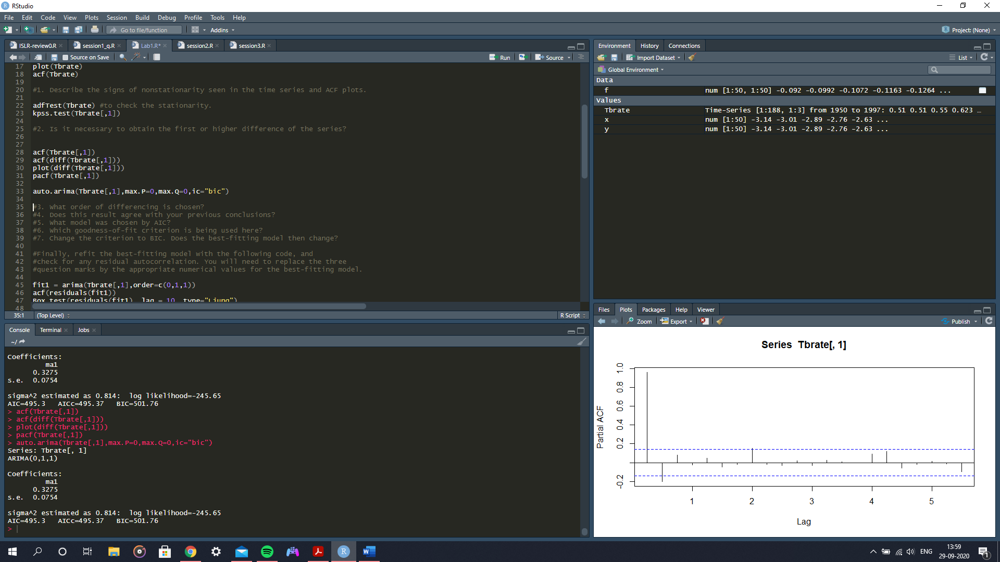 RStudio
File Edit Code View Plots Session Build Debug Profile Tools Help
Go to file/function Addins Project: (None)
ISLR-review0.R session1_q.R Lab1.R* session2.R session3.R
Source on Save Run Source
17 plot(Tbrate)
18 acf(Tbrate)
19
20 #1. Describe the signs of nonstationarity seen in the time series and ACF plots.
21
22 adfTest(Tbrate) #to check the stationarity.
23 kpss.test(Tbrate[,1])
24
25 #2. Is it necessary to obtain the first or higher difference of the series?
26
27
28 acf(Tbrate[,1])
29 acf(diff(Tbrate[,1]))
30 plot(diff(Tbrate[,1]))
31 pacf(Tbrate[,1])
32
33 auto.arima(Tbrate[,1],max.P=0,max.Q=0,ic="bic")
34
35 #3. What order of differencing is chosen?
36 #4. Does this result agree with your previous conclusions?
37 #5. What model was chosen by AIC?
38 #6. Which goodness-of-fit criterion is being used here?
39 #7. Change the criterion to BIC. Does the best-fitting model then change?
40
41 #Finally, refit the best-fitting model with the following code, and
42 #check for any residual autocorrelation. You will need to replace the three
43 #question marks by the appropriate numerical values for the best-fitting model.
44
45 fit1 = arima(Tbrate[,1],order=c(0,1,1))
46 acf(residuals(fit1))
47 Box.test(residuals(fit1), lag = 10, type="Ljung")
48
35:1 (Top Level) R Script
Console Terminal Jobs
~/
Coefficients:
ma1
0.3275
s.e. 0.0754
sigma^2 estimated as 0.814: log likelihood=-245.65
AIC=495.3 AICc=495.37 BIC=501.76
> acf(Tbrate[,1])
> acf(diff(Tbrate[,1]))
> plot(diff(Tbrate[,1]))
> pacf(Tbrate[,1])
> auto.arima(Tbrate[,1],max.P=0,max.Q=0,ic="bic")
Series: Tbrate[, 1]
ARIMA(0,1,1)
Coefficients:
ma1
0.3275
s.e. 0.0754
sigma^2 estimated as 0.814: log likelihood=-245.65
AIC=495.3 AICc=495.37 BIC=501.76
>
Environment History Connections
Import Dataset List
Global Environment
Data
f num [1:50, 1:50] -0.092 -0.0992 -0.1072 -0.1163 -0.1264 ...
Values
Tbrate Time-Series [1:188, 1:3] from 1950 to 1997: 0.51 0.51 0.55 0.623 …
x num [1:50] -3.14 -3.01 -2.89 -2.76 -2.63 ...
y num [1:50] -3.14 -3.01 -2.89 -2.76 -2.63 ...
Files Plots Packages Help Viewer
Zoom Export Publish
Series Tbrate[, 1]
Partial ACF
1.0
0.8
0.6
0.4
0.2
-0.2
1 2 3 4 5
Lag
ENG
13:59
29-09-2020
1